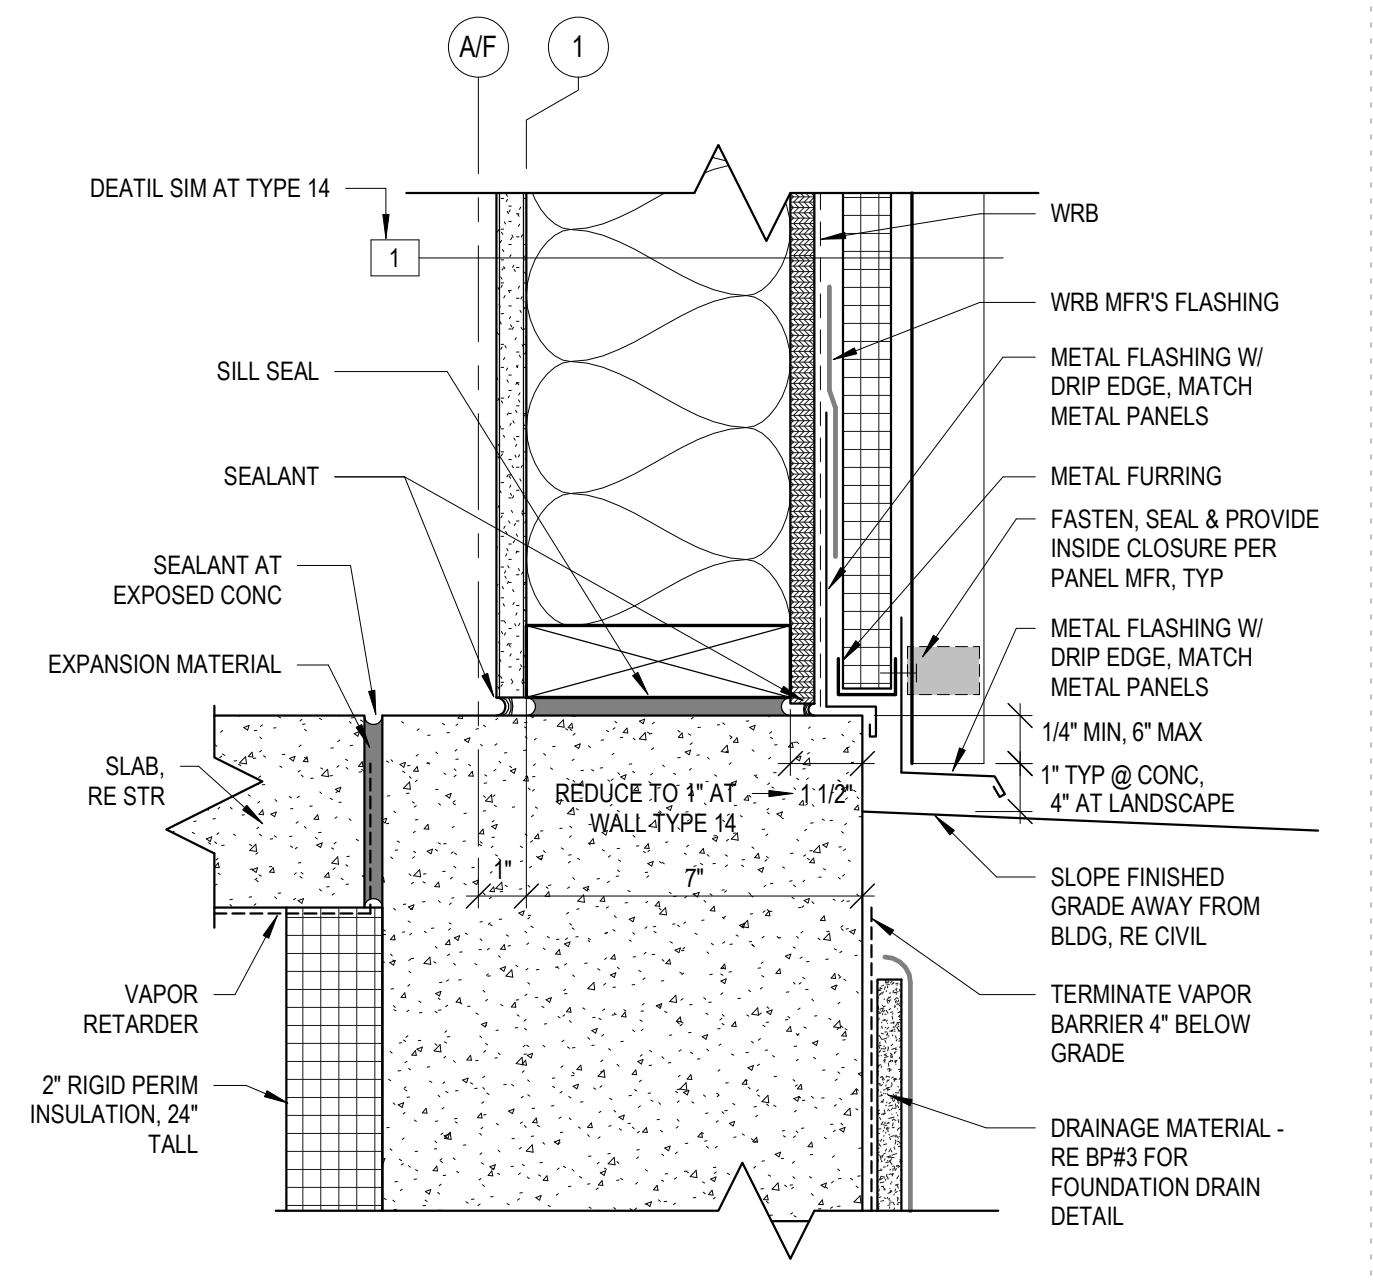 A/F
1
DEATIL SIM AT TYPE 14
1
SILL SEAL
SEALANT
SEALANT AT
EXPOSED CONC
EXPANSION MATERIAL
SLAB,
RE STR
VAPOR
RETARDER
2" RIGID PERIM
INSULATION, 24"
TALL
REDUCE TO 1" AT
WALL TYPE 14
1 1/2"
1"
7"
WRB
WRB MFR'S FLASHING
METAL FLASHING W/
DRIP EDGE, MATCH
METAL PANELS
METAL FURRING
FASTEN, SEAL & PROVIDE
INSIDE CLOSURE PER
PANEL MFR, TYP
METAL FLASHING W/
DRIP EDGE, MATCH
METAL PANELS
1/4" MIN, 6" MAX
1" TYP @ CONC,
4" AT LANDSCAPE
SLOPE FINISHED
GRADE AWAY FROM
BLDG, RE CIVIL
TERMINATE VAPOR
BARRIER 4" BELOW
GRADE
DRAINAGE MATERIAL -
RE BP#3 FOR
FOUNDATION DRAIN
DETAIL